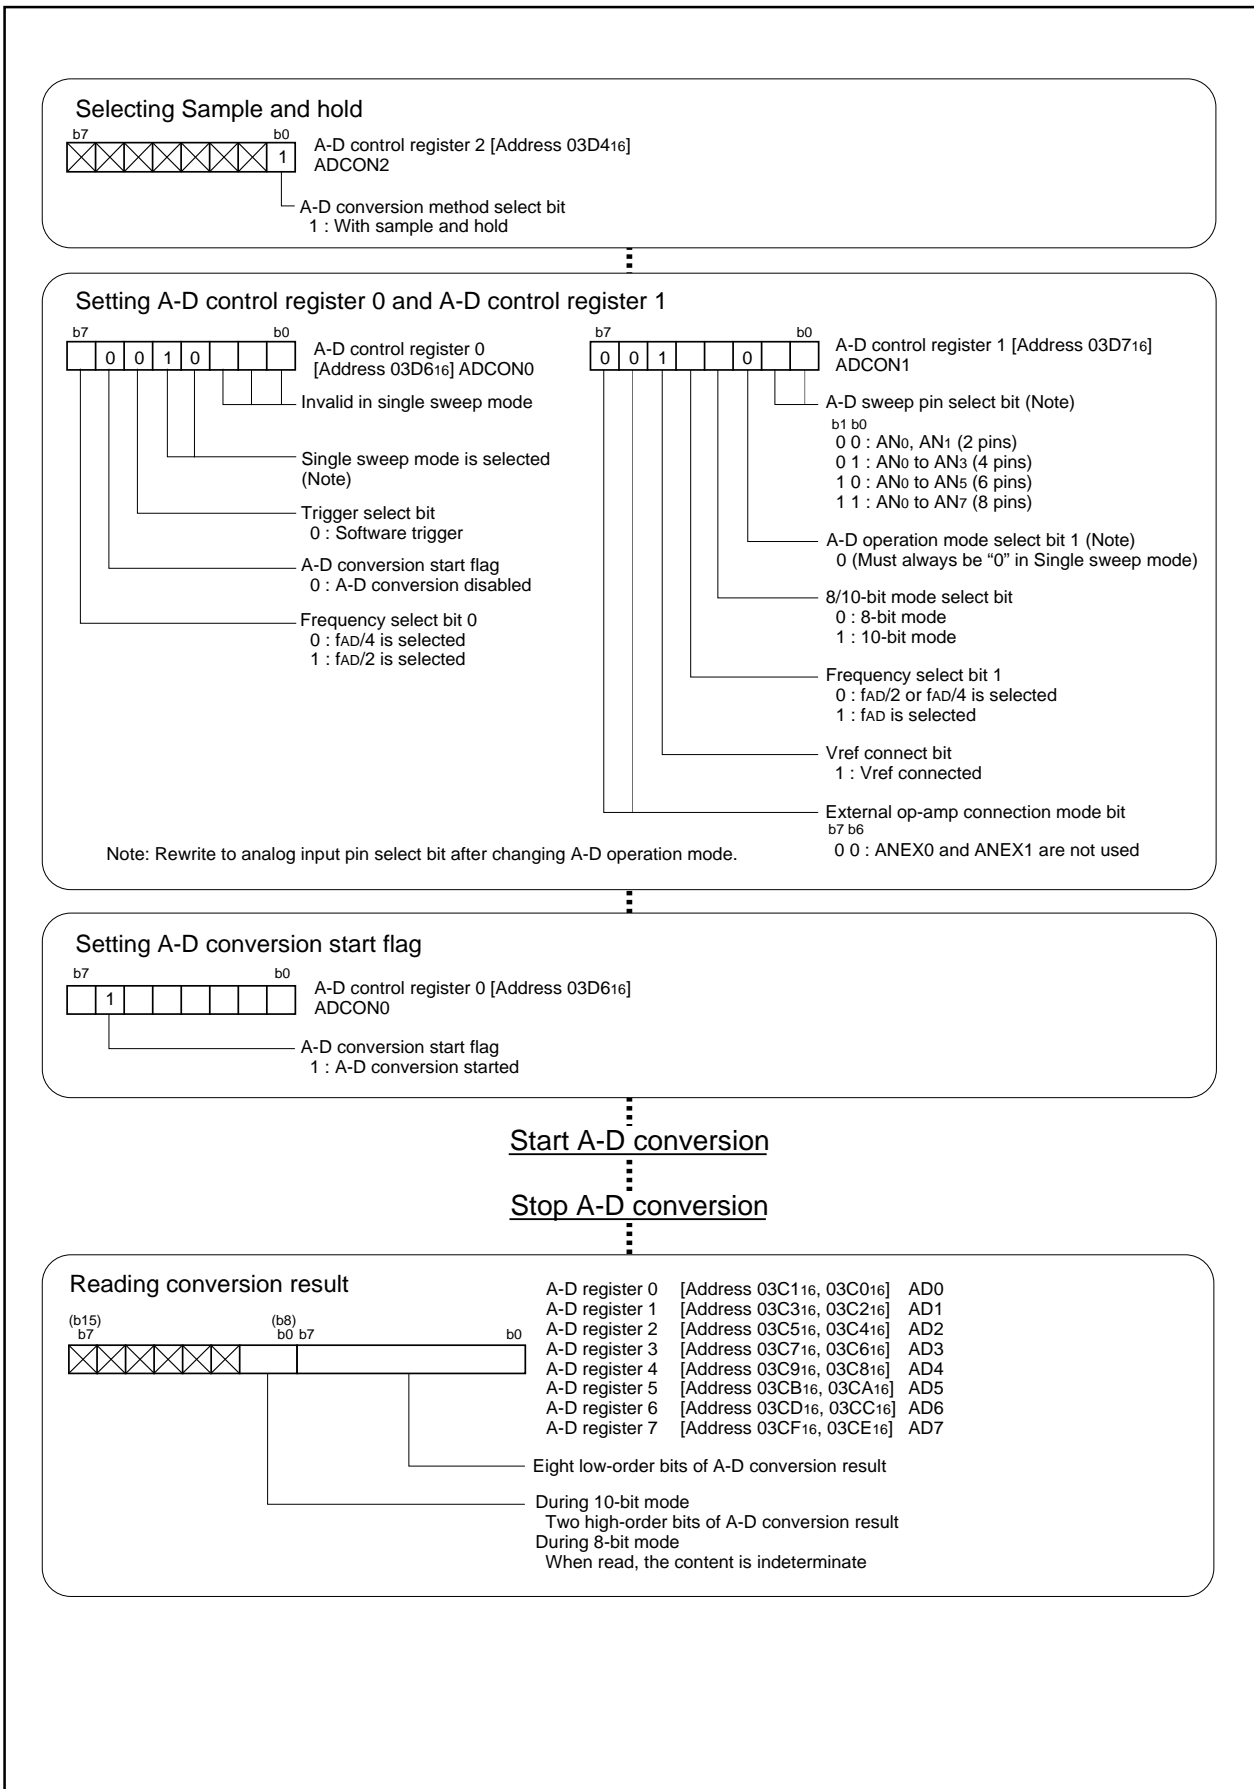 Selecting Sample and hold
b7 b0
1
A-D control register 2 [Address 03D416]
ADCON2
A-D conversion method select bit
1 : With sample and hold
Setting A-D control register 0 and A-D control register 1
b7 b0
0 0 1 0
A-D control register 0
[Address 03D616] ADCON0
Invalid in single sweep mode
Single sweep mode is selected
(Note)
Trigger select bit
0 : Software trigger
A-D conversion start flag
0 : A-D conversion disabled
Frequency select bit 0
0 : fAD/4 is selected
1 : fAD/2 is selected
b7 b0
0 0 1 0
A-D control register 1 [Address 03D716]
ADCON1
A-D sweep pin select bit (Note)
b1 b0
0 0 : AN0, AN1 (2 pins)
0 1 : AN0 to AN3 (4 pins)
1 0 : AN0 to AN5 (6 pins)
1 1 : AN0 to AN7 (8 pins)
A-D operation mode select bit 1 (Note)
0 (Must always be “0” in Single sweep mode)
8/10-bit mode select bit
0 : 8-bit mode
1 : 10-bit mode
Frequency select bit 1
0 : fAD/2 or fAD/4 is selected
1 : fAD is selected
Vref connect bit
1 : Vref connected
External op-amp connection mode bit
b7 b6
0 0 : ANEX0 and ANEX1 are not used
Note: Rewrite to analog input pin select bit after changing A-D operation mode.
Setting A-D conversion start flag
b7 b0
1
A-D control register 0 [Address 03D616]
ADCON0
A-D conversion start flag
1 : A-D conversion started
Start A-D conversion
Stop A-D conversion
Reading conversion result
(b15) (b8)
b7 b0 b7 b0
A-D register 0 [Address 03C116, 03C016] AD0
A-D register 1 [Address 03C316, 03C216] AD1
A-D register 2 [Address 03C516, 03C416] AD2
A-D register 3 [Address 03C716, 03C616] AD3
A-D register 4 [Address 03C916, 03C816] AD4
A-D register 5 [Address 03CB16, 03CA16] AD5
A-D register 6 [Address 03CD16, 03CC16] AD6
A-D register 7 [Address 03CF16, 03CE16] AD7
Eight low-order bits of A-D conversion result
During 10-bit mode
Two high-order bits of A-D conversion result
During 8-bit mode
When read, the content is indeterminate